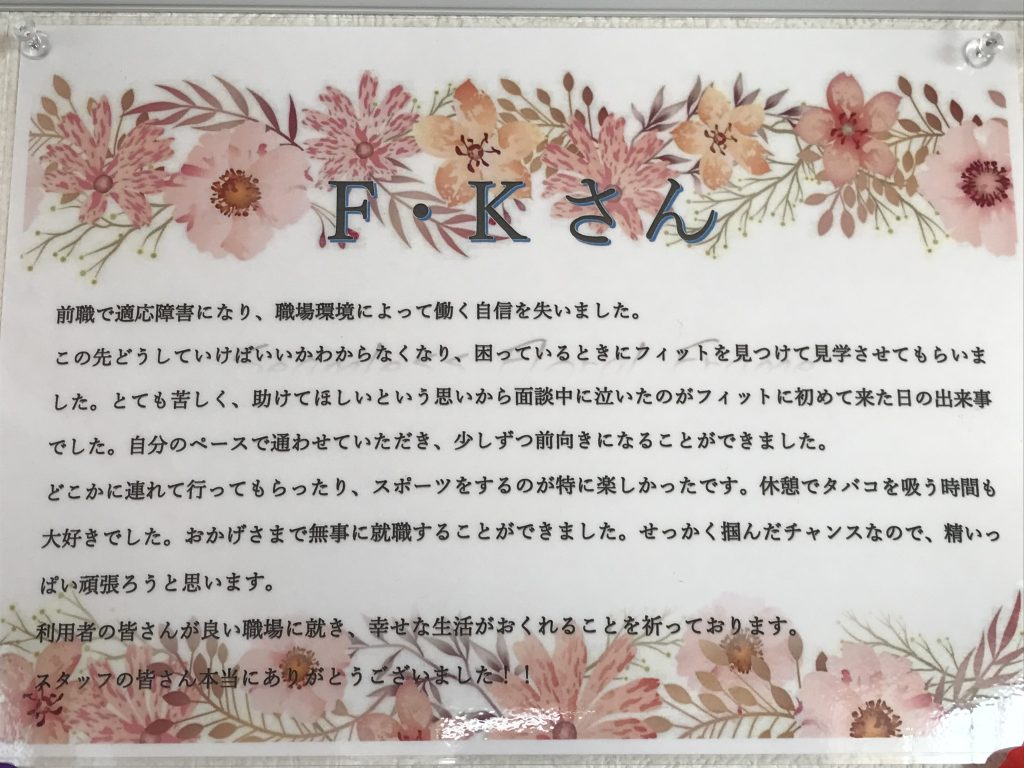 F・Kさん
前職で適応障害になり、職場環境によって働く自信を失いました。
この先どうしていけばいいかわからなくなり、困っているときにフィットを見つけて見学させてもらいま
した。とても苦しく、助けてほしいという思いから面談中に泣いたのがフィットに初めて来た日の出来事
でした。自分のペースで通わせていただき、少しずつ前向きになることができました。
どこかに連れて行ってもらったり、スポーツをするのが特に楽しかったです。休憩でタバコを吸う時間も
大好きでした。おかげさまで無事に就職することができました。せっかく掴んだチャンスなので、精いっ
ぱい頑張ろうと思います。
利用者の皆さんが良い職場に就き、幸せな生活がおくれることを祈っております。
スタッフの皆さん本当にありがとうございました！！